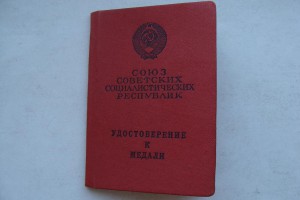 СОЮЗ
СОВЕТСКИХ
СОЦИАЛИСТИЧЕСКИХ
РЕСПУБЛИК
УДОСТОВЕРЕНИЕ
К
МЕДАЛИ